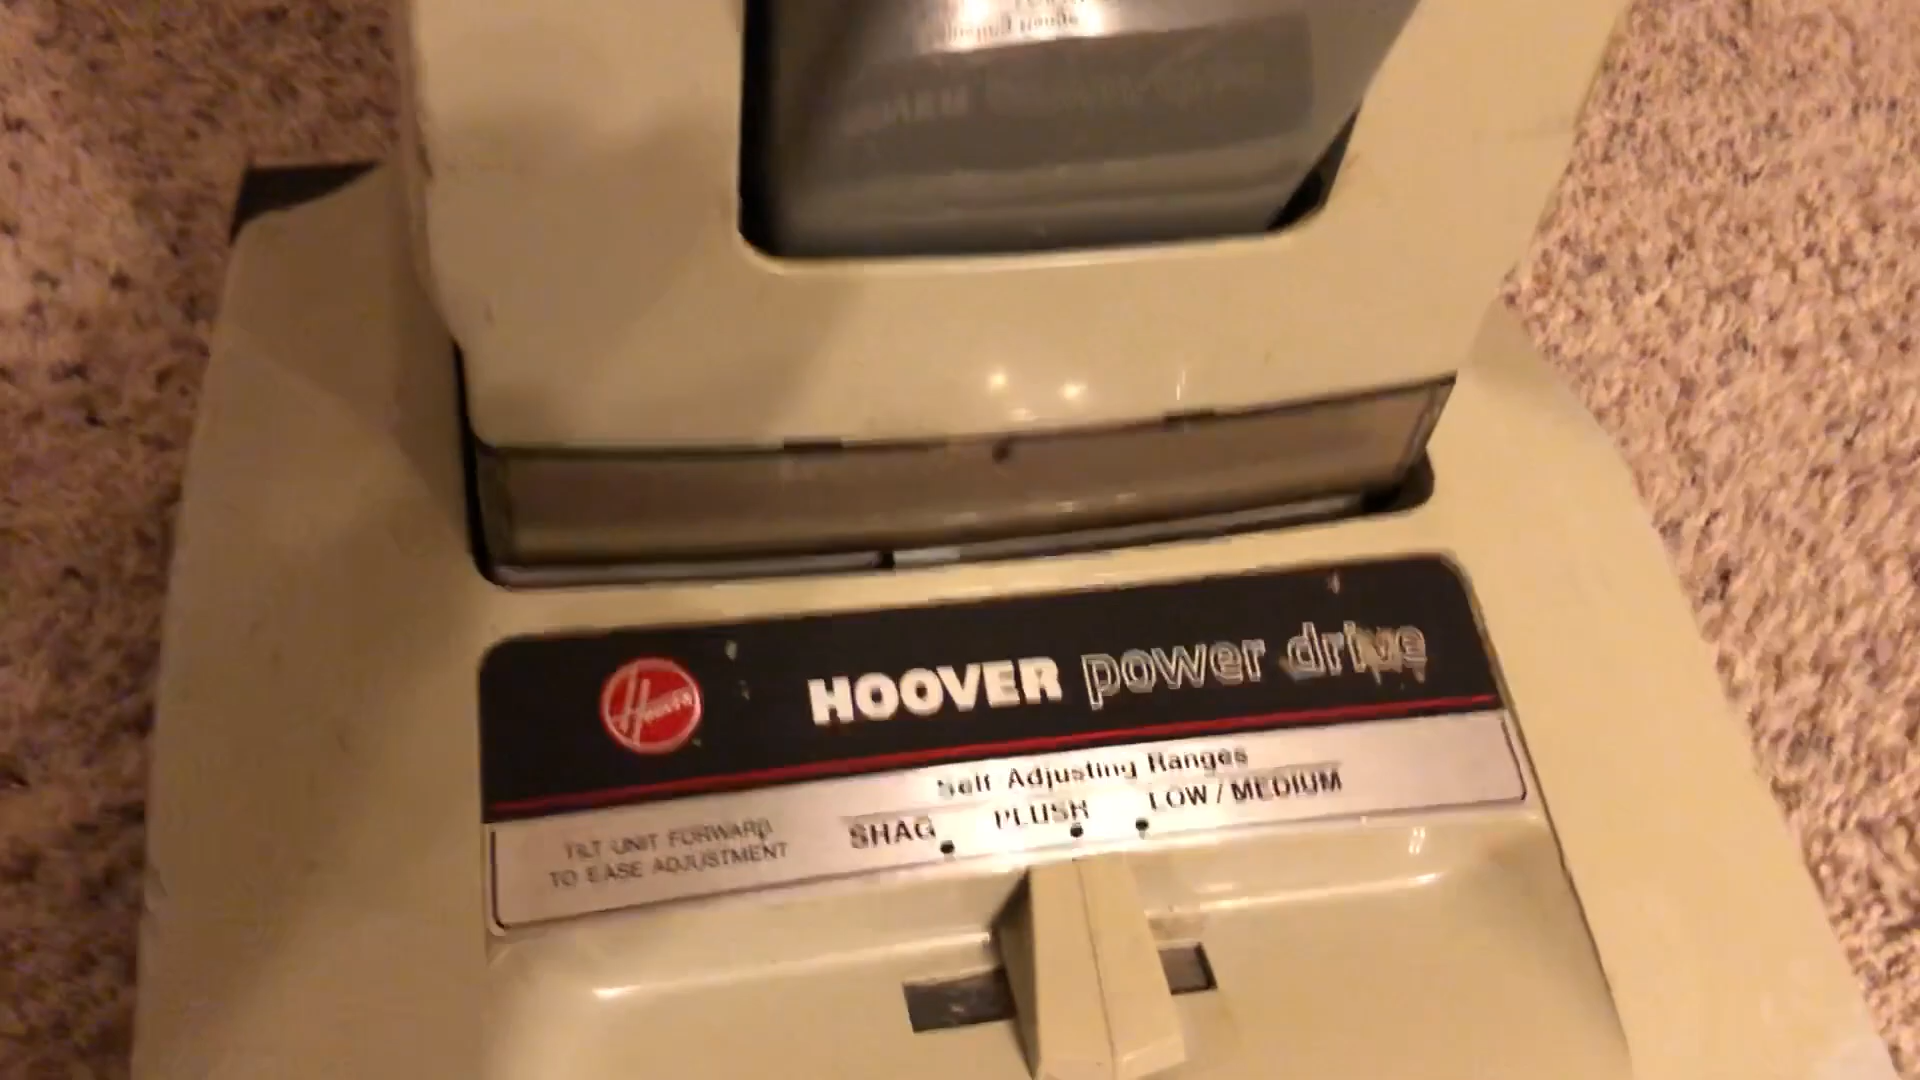 HOOVER power drive
Hoover
Self Adjusting Ranges
SHAG PLUSH LOW/MEDIUM
TILT UNIT FORWARD
TO EASE ADJUSTMENT